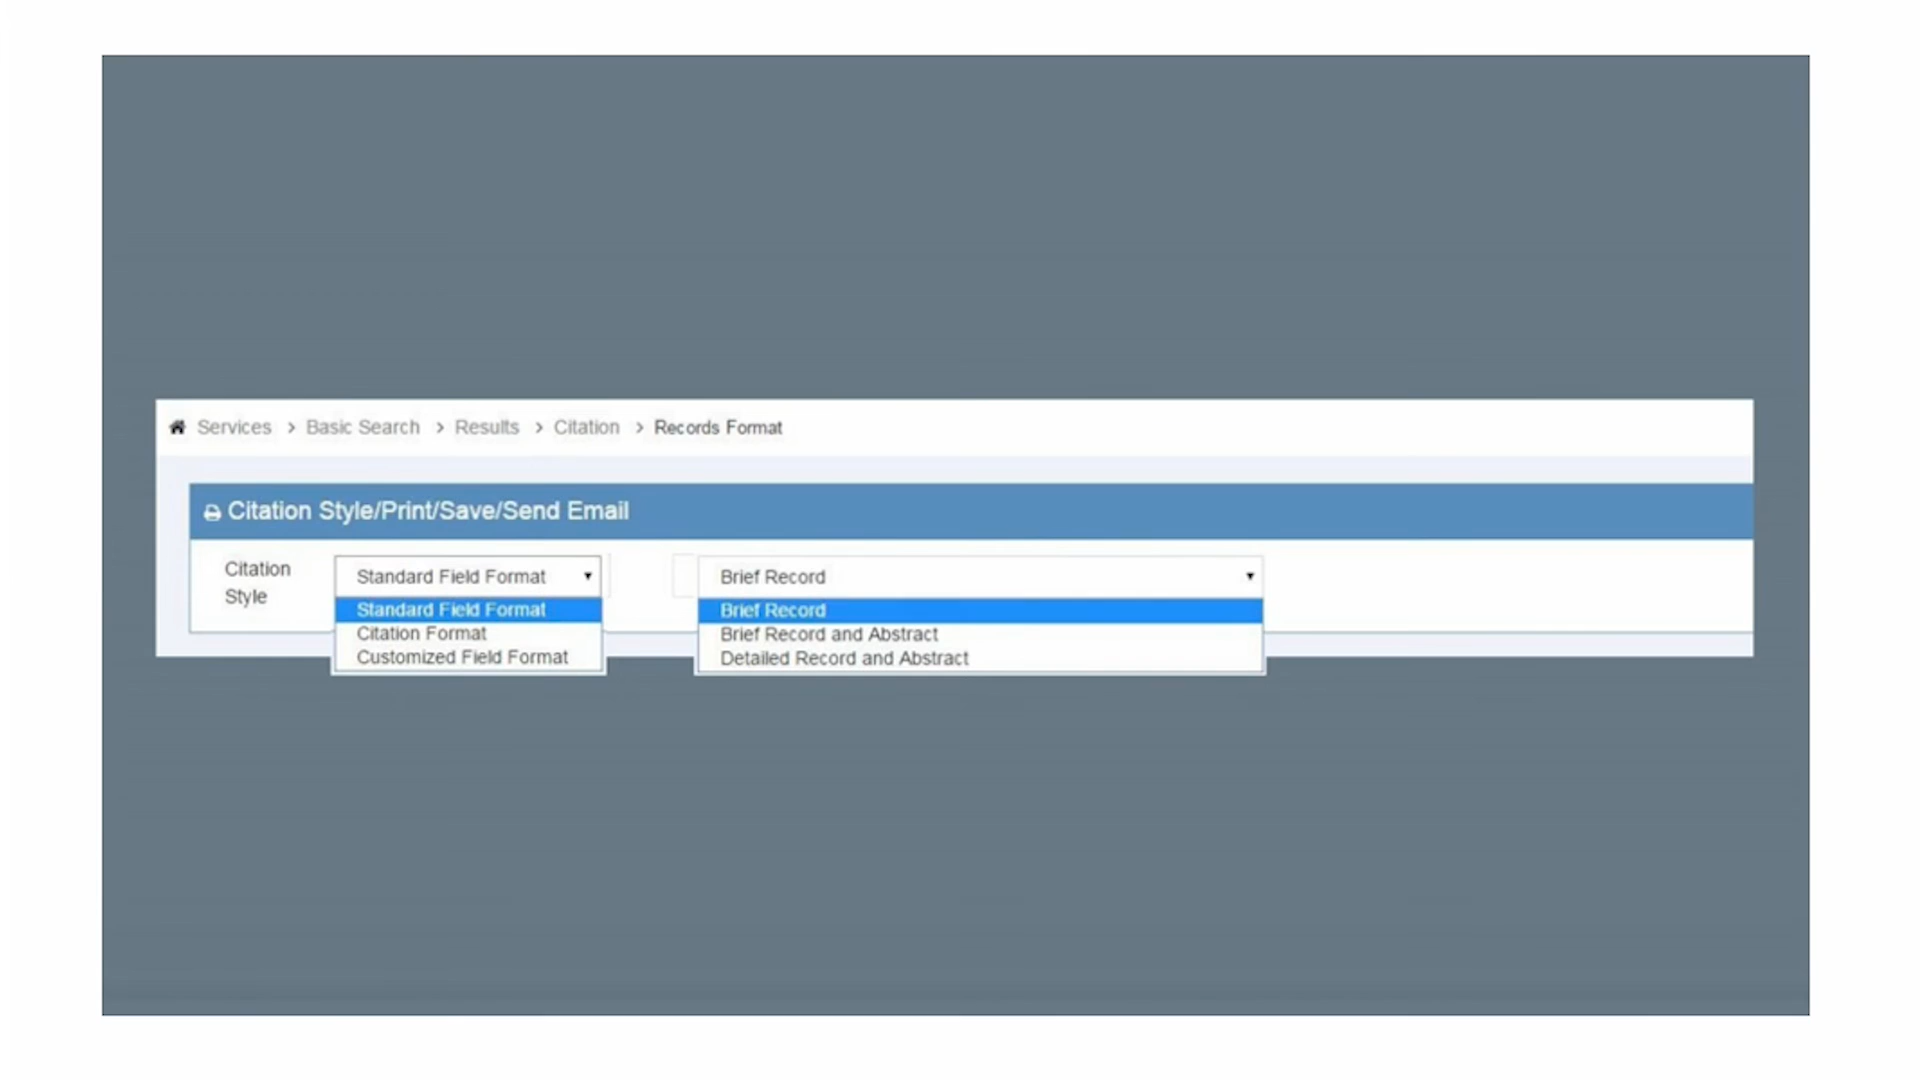 Services > Basic Search > Results > Citation > Records Format
Citation Style/Print/Save/Send Email
Citation
Style
Standard Field Format
Standard Field Format
Citation Format
Customized Field Format
Brief Record
Brief Record
Brief Record and Abstract
Detailed Record and Abstract